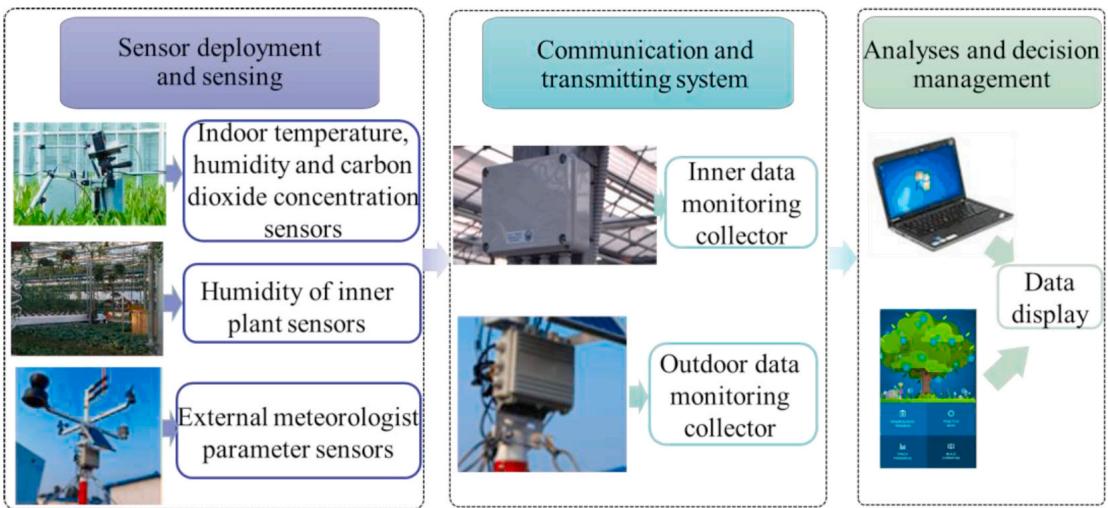 Sensor deployment
and sensing
Indoor temperature,
humidity and carbon
dioxide concentration
sensors
Humidity of inner
plant sensors
External meteorologist
parameter sensors
Communication and
transmitting system
Inner data
monitoring
collector
Outdoor data
monitoring
collector
Analyses and decision
management
Data
display